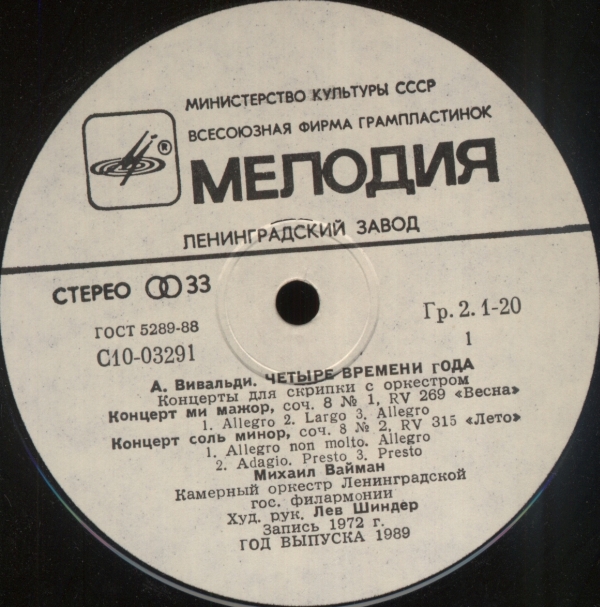 МИНИСТЕРСТВО КУЛЬТУРЫ СССР
ВСЕСОЮЗНАЯ ФИРМА ГРАМПЛАСТИНОК
®
МЕЛОДИЯ
ЛЕНИНГРАДСКИЙ ЗАВОД
СТЕРЕО 33
Гр. 2. 1-20
ГОСТ 5289-88
С10-03291
1
А. Вивальди. ЧЕТЫРЕ ВРЕМЕНИ ГОДА
Концерты для скрипки с оркестром
Концерт ми мажор, соч. 8 № 1, RV 269 «Весна»
1. Allegro 2. Largo 3. Allegro
Концерт соль минор, соч. 8 № 2, RV 315 «Лето»
1. Allegro non molto. Allegro
2. Adagio. Presto 3. Presto
Михаил Вайман
Камерный оркестр Ленинградской
гос. филармонии
Худ. рук. Лев Шиндер
Запись 1972 г.
ГОД ВЫПУСКА 1989